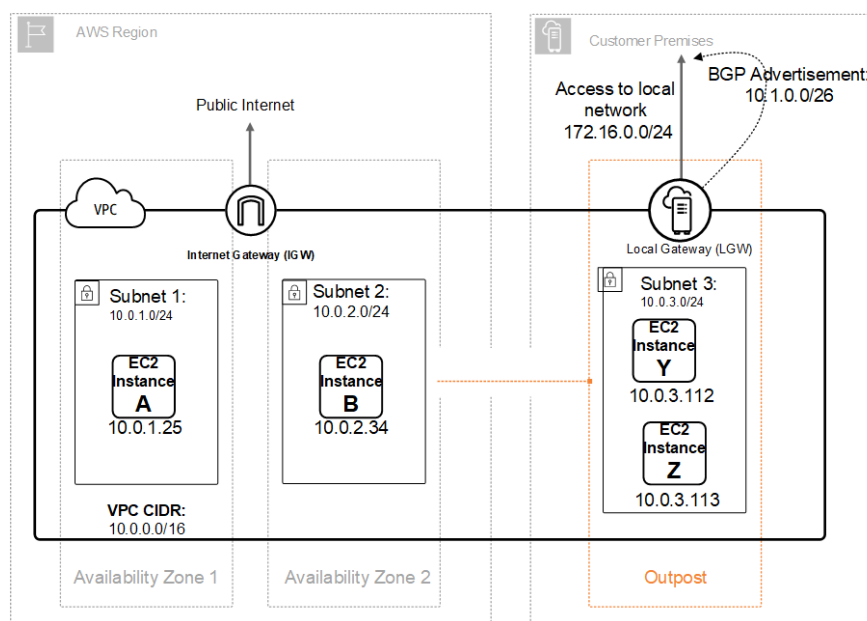 AWS Region
Customer Premises
Public Internet
Access to local
network
172.16.0.0/24
BGP Advertisement:
10.1.0.0/26
VPC
Internet Gateway (IGW)
Local Gateway (LGW)
Subnet 1:
10.0.1.0/24
EC2
Instance
A
10.0.1.25
Subnet 2:
10.0.2.0/24
EC2
Instance
B
10.0.2.34
Subnet 3:
10.0.3.0/24
EC2
Instance
Y
10.0.3.112
EC2
Instance
Z
10.0.3.113
VPC CIDR:
10.0.0.0/16
Availability Zone 1
Availability Zone 2
Outpost